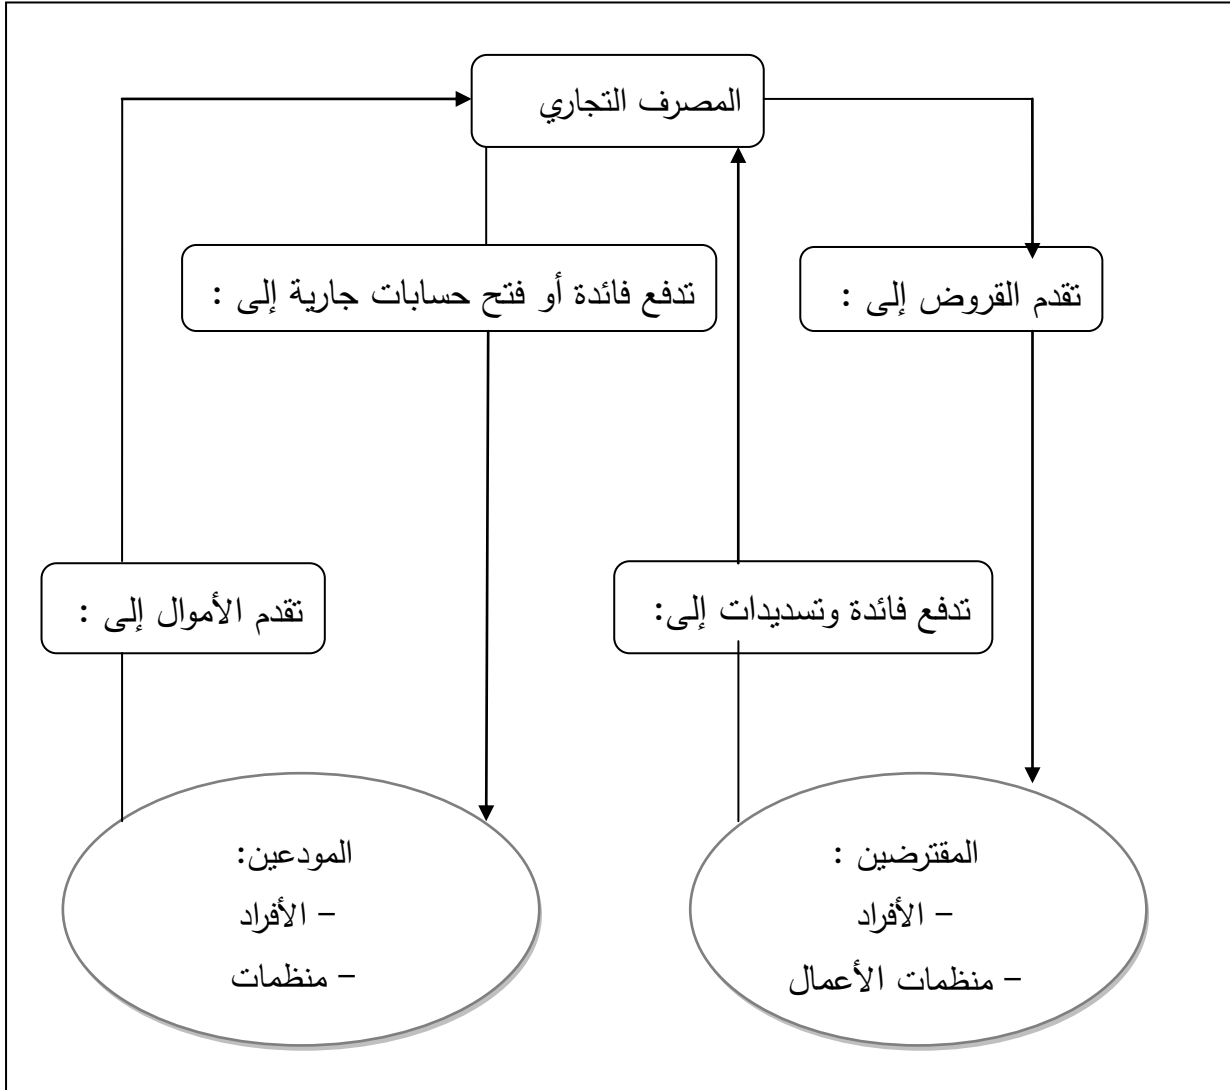 المصرف التجاري
تقدم القروض إلى :
تدفع فائدة أو فتح حسابات جارية إلى :
تدفع فائدة وتسديدات إلى:
تقدم الأموال إلى :
المقترضين :
- الأفراد
- منظمات الأعمال
المودعين:
- الأفراد
- منظمات